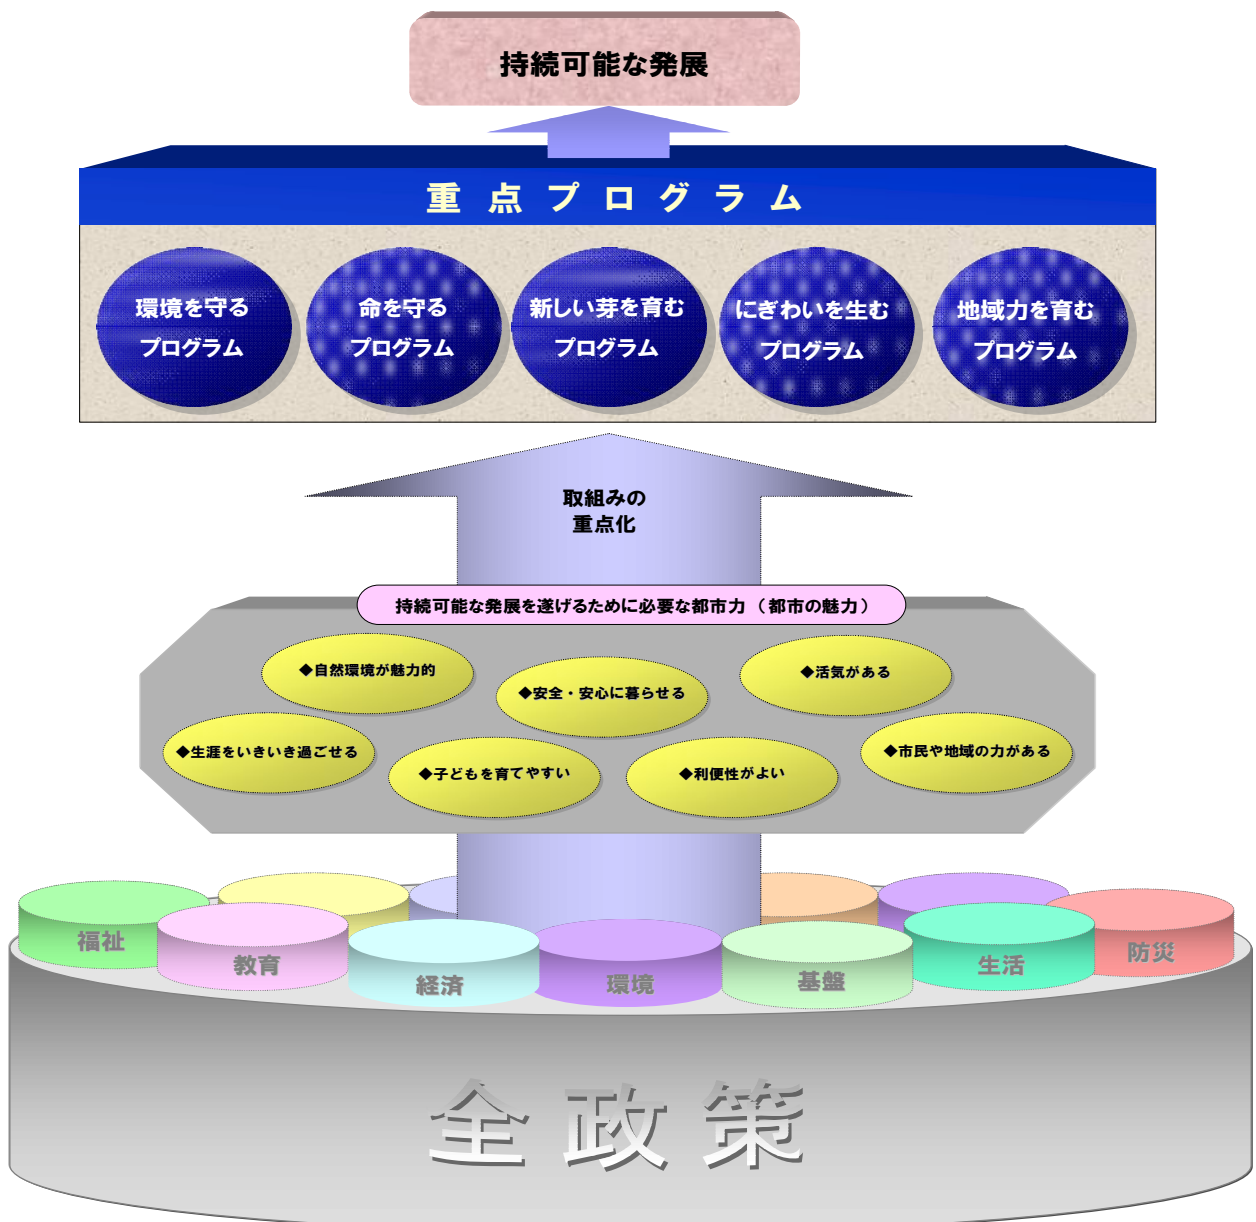 持続可能な発展
重点プログラム
環境を守る
プログラム
命を守る
プログラム
新しい芽を育む
プログラム
にぎわいを生む
プログラム
地域力を育む
プログラム
取組みの
重点化
持続可能な発展を遂げるために必要な都市力（都市の魅力）
◆自然環境が魅力的
◆安全・安心に暮らせる
◆活気がある
◆生涯をいきいき過ごせる
◆子どもを育てやすい
◆利便性がよい
◆市民や地域の力がある
福祉
教育
経済
環境
基盤
生活
防災
全政策